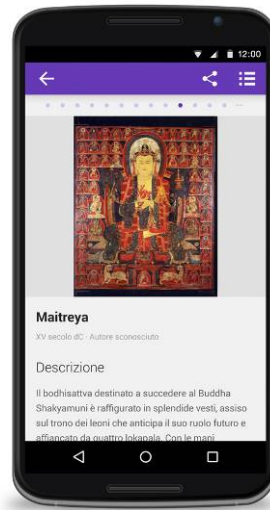 12:00
Maitreya
XV secolo dC - Autore sconosciuto
Descrizione
Il bodhisattva destinato a succedere al Buddha
Shakyamuni è raffigurato in splendide vesti, assiso
sul trono dei leoni che anticipa il suo ruolo futuro e
affiancato da quattro lokapala. Con le mani